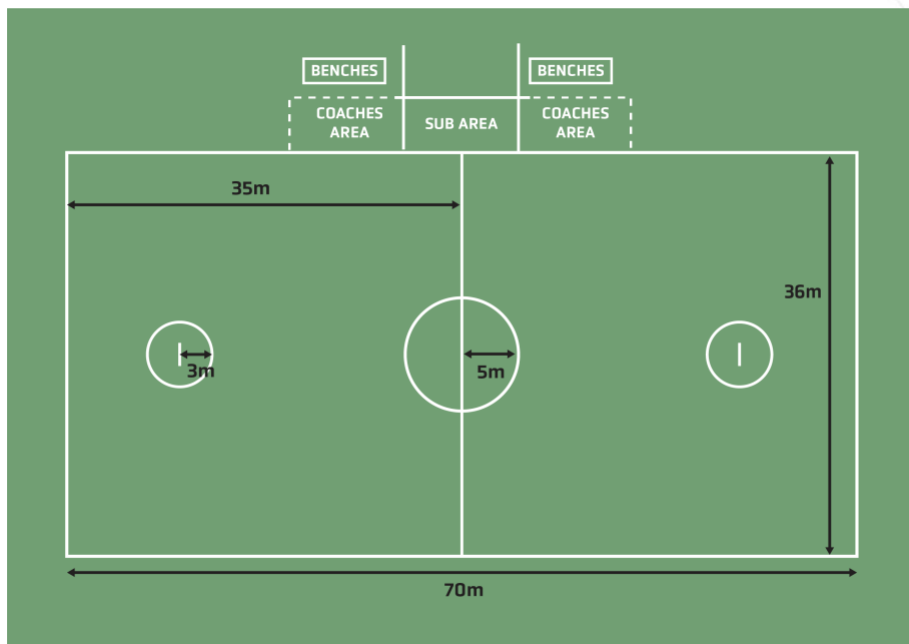 BENCHES
BENCHES
COACHES
AREA
SUB AREA
COACHES
AREA
35m
36m
3m
5m
70m